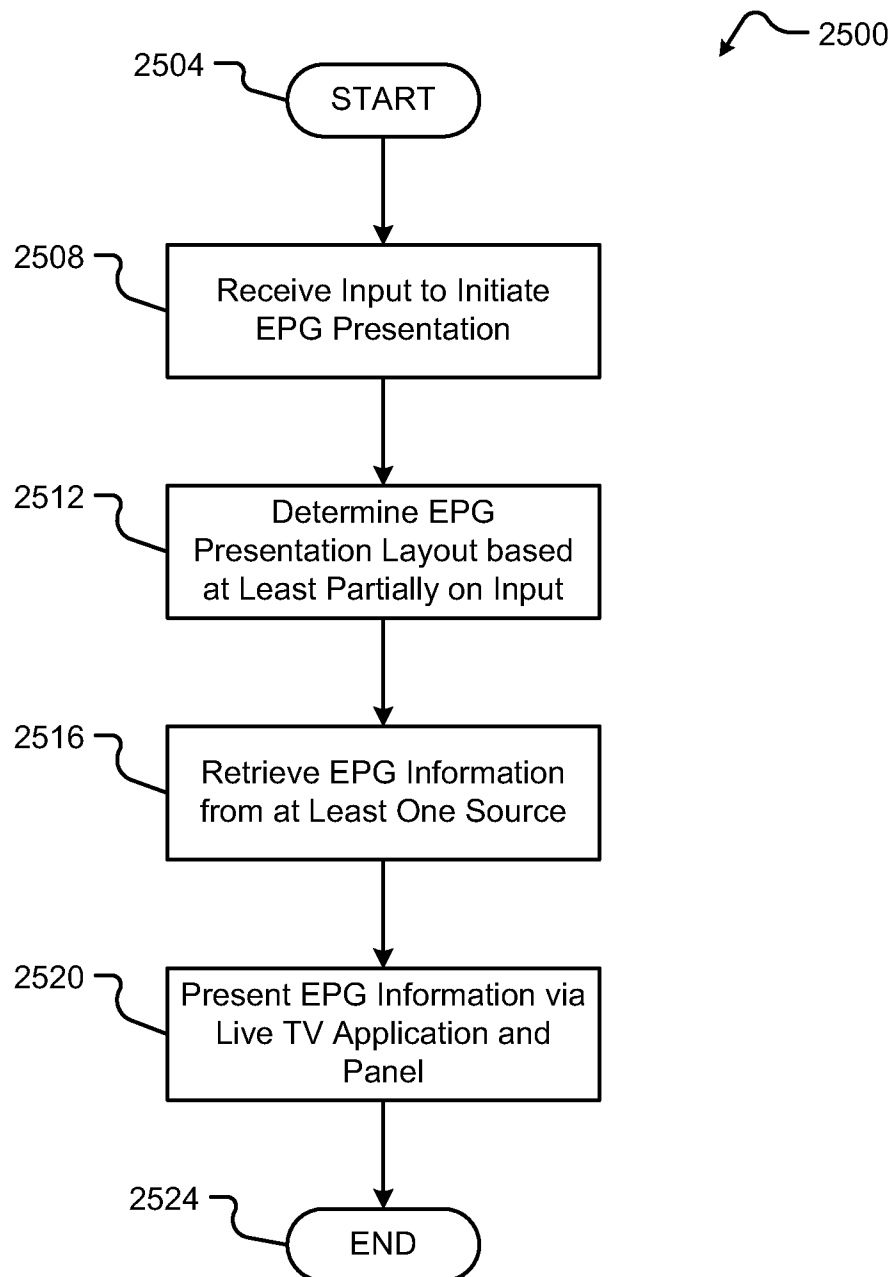 2500
2504
START
2508
Receive Input to Initiate
EPG Presentation
2512
Determine EPG
Presentation Layout based
at Least Partially on Input
2516
Retrieve EPG Information
from at Least One Source
2520
Present EPG Information via
Live TV Application and
Panel
2524
END